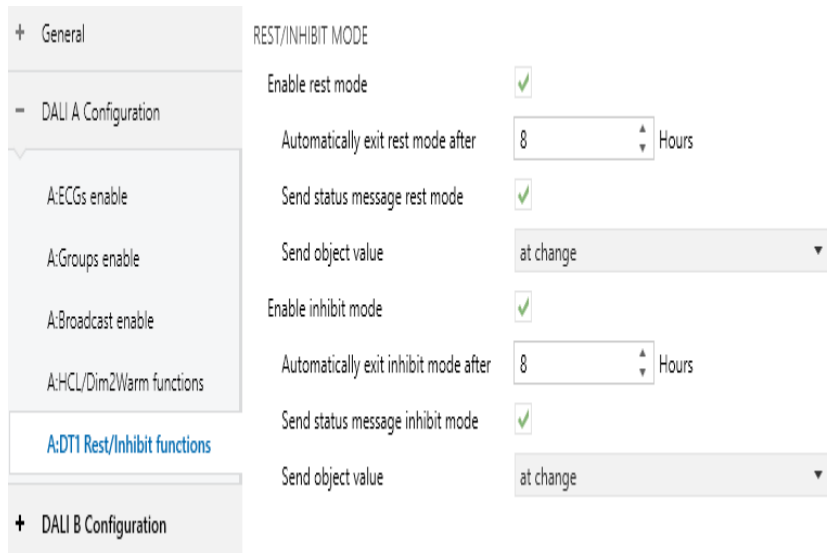 + General
- DALI A Configuration
A:ECGs enable
A:Groups enable
A:Broadcast enable
A:HCL/Dim2Warm functions
A:DT1 Rest/Inhibit functions
+ DALI B Configuration
REST/INHIBIT MODE
Enable rest mode
Automatically exit rest mode after 8 Hours
Send status message rest mode
Send object value at change
Enable inhibit mode
Automatically exit inhibit mode after 8 Hours
Send status message inhibit mode
Send object value at change